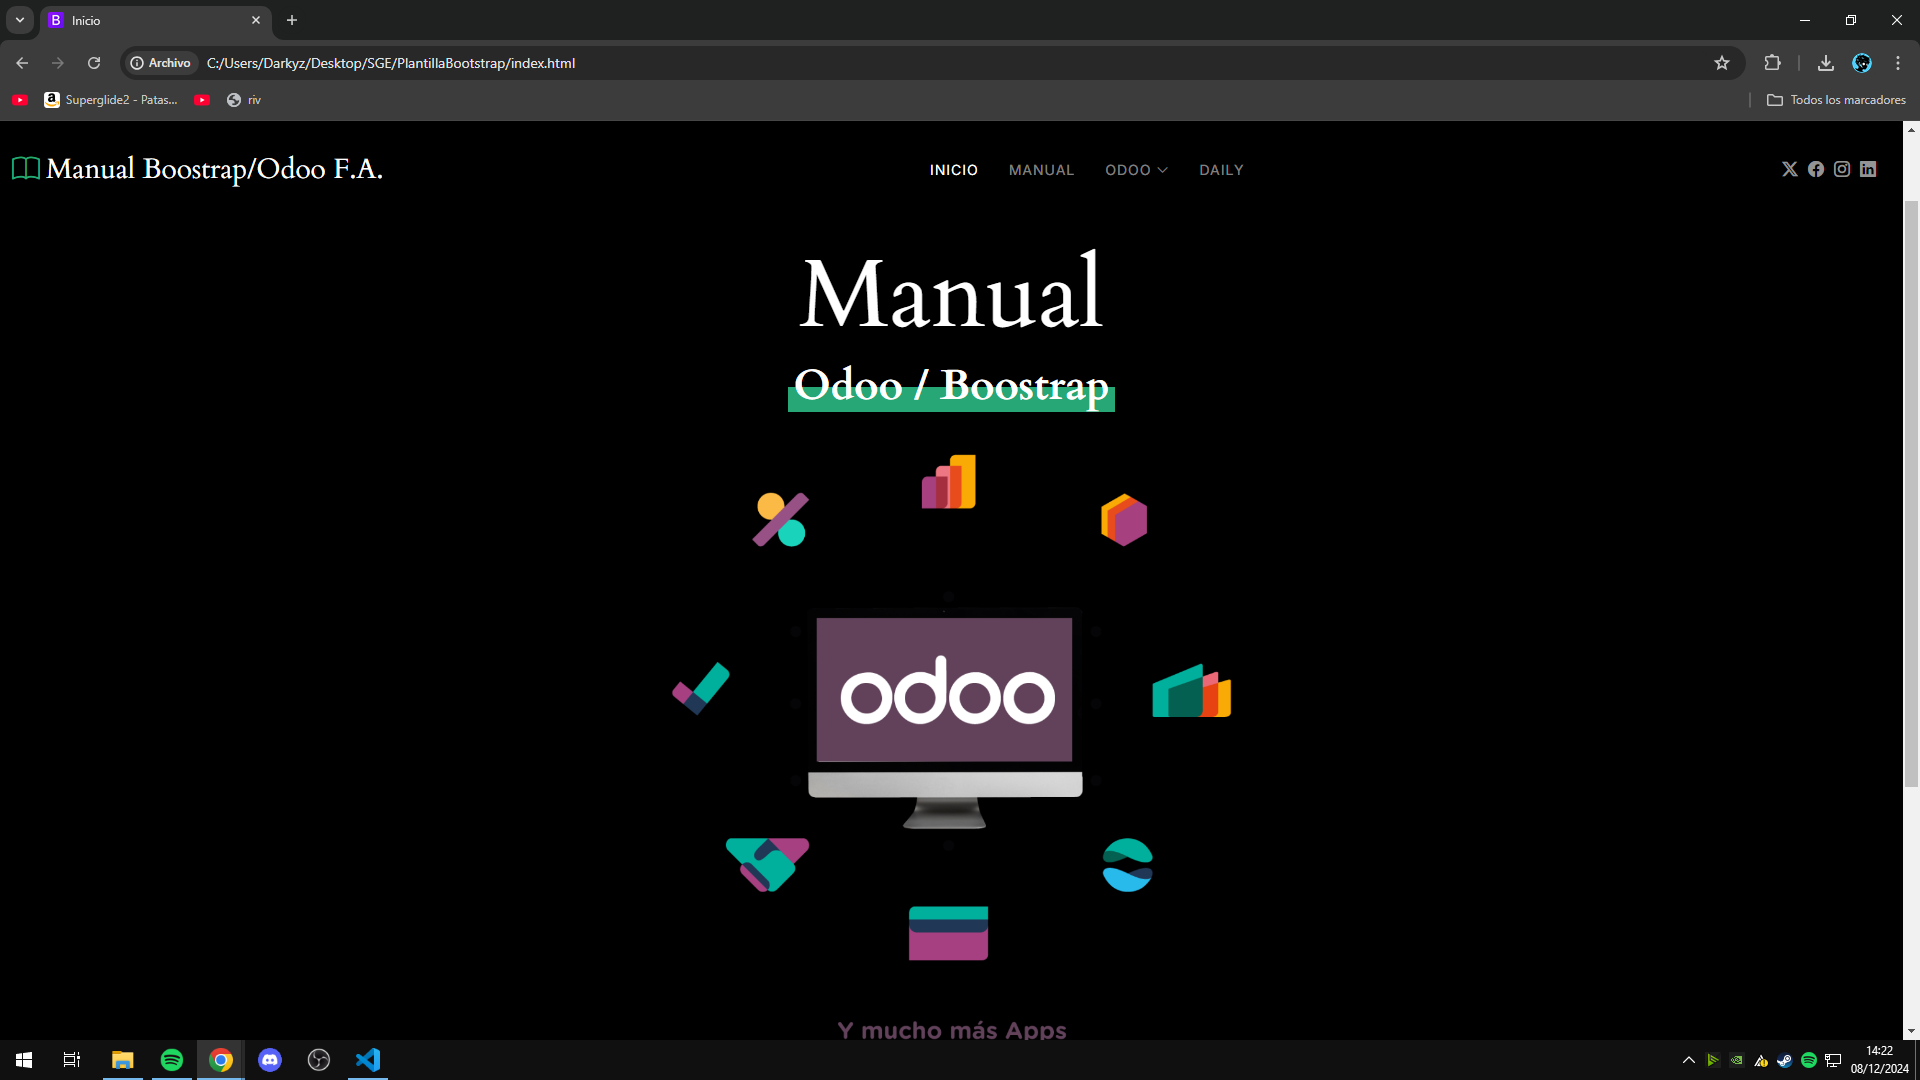 B Inicio
Archivo C:/Users/Darkyz/Desktop/SGE/PlantillaBootstrap/index.html
a Superglide2 - Patas... riv Todos los marcadores
Manual Boostrap/Odoo F.A. INICIO MANUAL ODOO DAILY
Manual
Odoo / Boostrap
odoo
Y mucho más Apps
14:22
08/12/2024